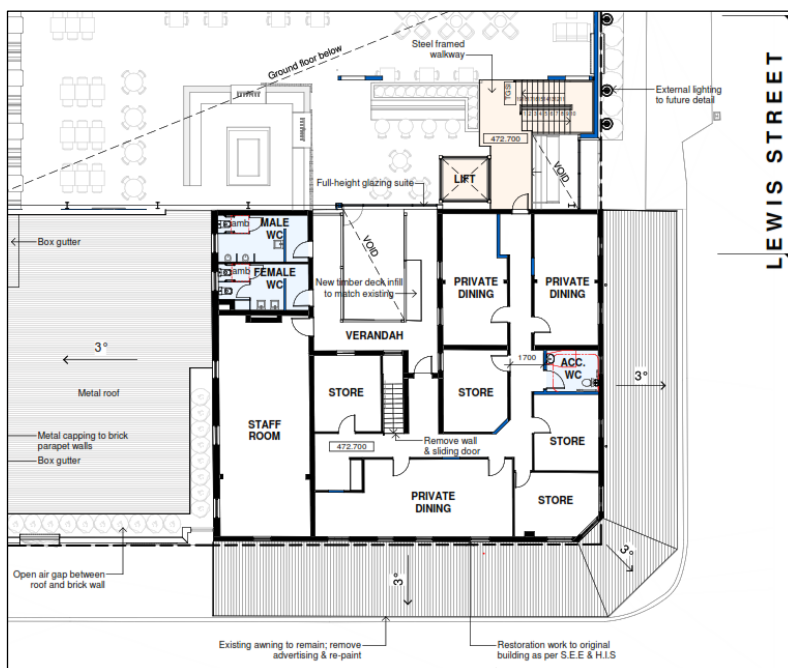 Steel framed
walkway
Ground floor below
External lighting
to future detail
LEWIS STREET
TGSI
472.700
VOID
LIFT
Full-height glazing suite
Box gutter
MALE
WC
amb
VOID
amb
FEMALE
WC
New timber deck infill
to match existing
PRIVATE
DINING
PRIVATE
DINING
VERANDAH
3°
1700
ACC.
WC
3°
Metal roof
STORE
STORE
STAFF
ROOM
STORE
Metal capping to brick
parapet walls
Remove wall
& sliding door
472.700
Box gutter
PRIVATE
DINING
STORE
Open air gap between
roof and brick wall
3°
3°
Existing awning to remain; remove
advertising & re-paint
Restoration work to original
building as per S.E.E & H.I.S